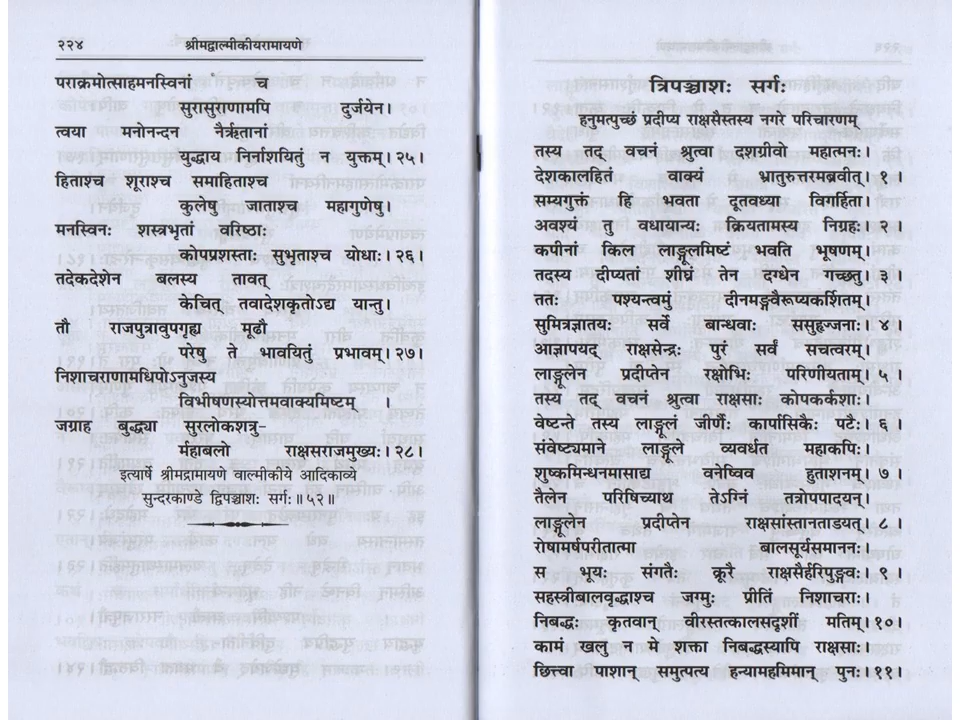 २२४ श्रीमद्वाल्मीकीयरामायणे
पराक्रमोत्साहमनस्विनां च
सुरासुराणामपि दुर्जयेन।
त्वया मनोनन्दन नैर्ऋतानां
युद्धाय निर्नाशयितुं युक्तम्।२५।
हिताश्च शूराश्च समाहिताश्च
कुलेषु जाताश्च महागुणेषु।
मनस्विनः शस्त्रभृतां वरिष्ठाः
कोपप्रशस्ताः सुभृताश्च योधाः।२६।
तदेकदेशेन बलस्य तावत्
केचित् तवादेशकृतोऽद्य यान्तु।
तौ राजपुत्रावुपगृह्य मूढौ
परेषु ते भावयितुं प्रभावम्।२७।
निशाचराणामधिपोऽनुजस्य
विभीषणस्योत्तमवाक्यमिष्टम् ।
जग्राह बुद्ध्या सुरलोकशत्रु-
र्महाबलो राक्षसराजमुख्यः।२८।
इत्यार्षे श्रीमद्रामायणे वाल्मीकीये आदिकाव्ये
सुन्दरकाण्डे द्विपञ्चाशः सर्गः॥५२॥
त्रिपञ्चाशः सर्गः
हनुमत्पुच्छं प्रदीप्य राक्षसैस्तस्य नगरे परिचारणम्
तस्य तद् वचनं श्रुत्वा दशग्रीवो महात्मनः।
देशकालहितं वाक्यं भ्रातुरुत्तरमब्रवीत्। १ ।
सम्यगुक्तं हि भवता दूतवध्या विगर्हिता।
अवश्यं तु वधायान्यः क्रियतामस्य निग्रहः। २ ।
कपीनां किल लाङ्गूलमिष्टं भवति भूषणम्।
तदस्य दीप्यतां शीघ्रं तेन दग्धेन गच्छतु। ३ ।
ततः पश्यन्त्वमुं दीनमङ्गवैरूप्यकर्शितम्।
सुमित्रज्ञातयः सर्वे बान्धवाः ससुहृज्जनाः। ४ ।
आज्ञापयद् राक्षसेन्द्रः पुरं सर्वं सचत्वरम्।
लाङ्गूलेन प्रदीप्तेन रक्षोभिः परिणीयताम्। ५ ।
तस्य तद् वचनं श्रुत्वा राक्षसाः कोपकर्कशाः।
वेष्टन्ते तस्य लाङ्गूलं जीर्णैः कार्पासिकैः पटैः। ६ ।
संवेष्ट्यमाने लाङ्गूले व्यवर्धत महाकपिः।
शुष्कमिन्धनमासाद्य वनेष्विव हुताशनम्। ७ ।
तैलेन परिषिच्याथ तेऽग्निं तत्रोपपादयन्।
लाङ्गूलेन प्रदीप्तेन राक्षसांस्तानताडयत्। ८ ।
रोषामर्षपरीतात्मा बालसूर्यसमाननः।
स भूयः संगतैः क्रूरै राक्षसैर्हरिपुङ्गवः। ९ ।
सहस्त्रीबालवृद्धाश्च जग्मुः प्रीतिं निशाचराः।
निबद्धः कृतवान् वीरस्तत्कालसदृशीं मतिम्।१०।
कामं खलु न मे शक्ता निबद्धस्यापि राक्षसाः।
छित्त्वा पाशान् समुत्पत्य हन्यामहमिमान् पुनः।११।